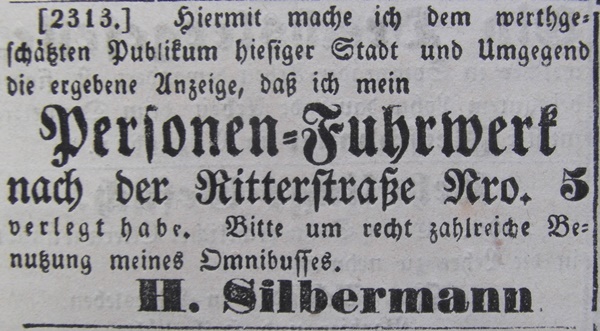 [2313.] Hiermit mache ich dem werthge-
schätzten Publikum hiesiger Stadt und Umgegend
die ergebene Anzeige, daß ich mein
Personen-Fuhrwerk
nach der Ritterstraße Nro. 5
verlegt habe. Bitte um recht zahlreiche Be-
nutzung meines Omnibusses.
H. Silbermann